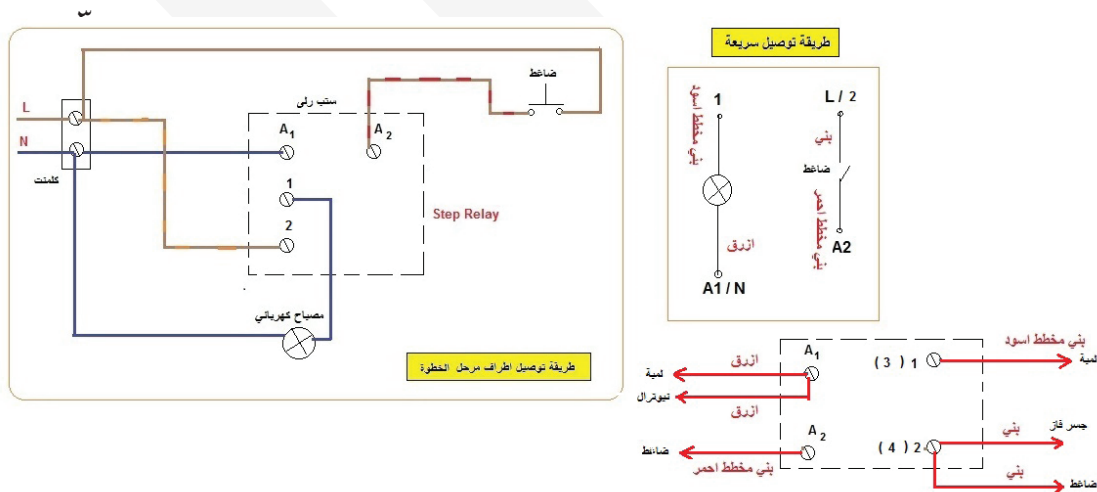 L
N
كلمنت
ستب رلي
A1
A2
1
2
Step Relay
ضاغط
مصباح كهربائي
طريقة توصيل اطراف مرحل الخطوة
طريقة توصيل سريعة
1
بني مخطط اسود
ازرق
A1 / N
L / 2
بني
ضاغط
بني مخطط احمر
A2
A1
( 3 ) 1
بني مخطط اسود
لمبة
ازرق
لمبة
نيوترال
ازرق
A2
( 4 ) 2
بني
جسر فاز
ضاغط
بني مخطط احمر
بني
ضاغط